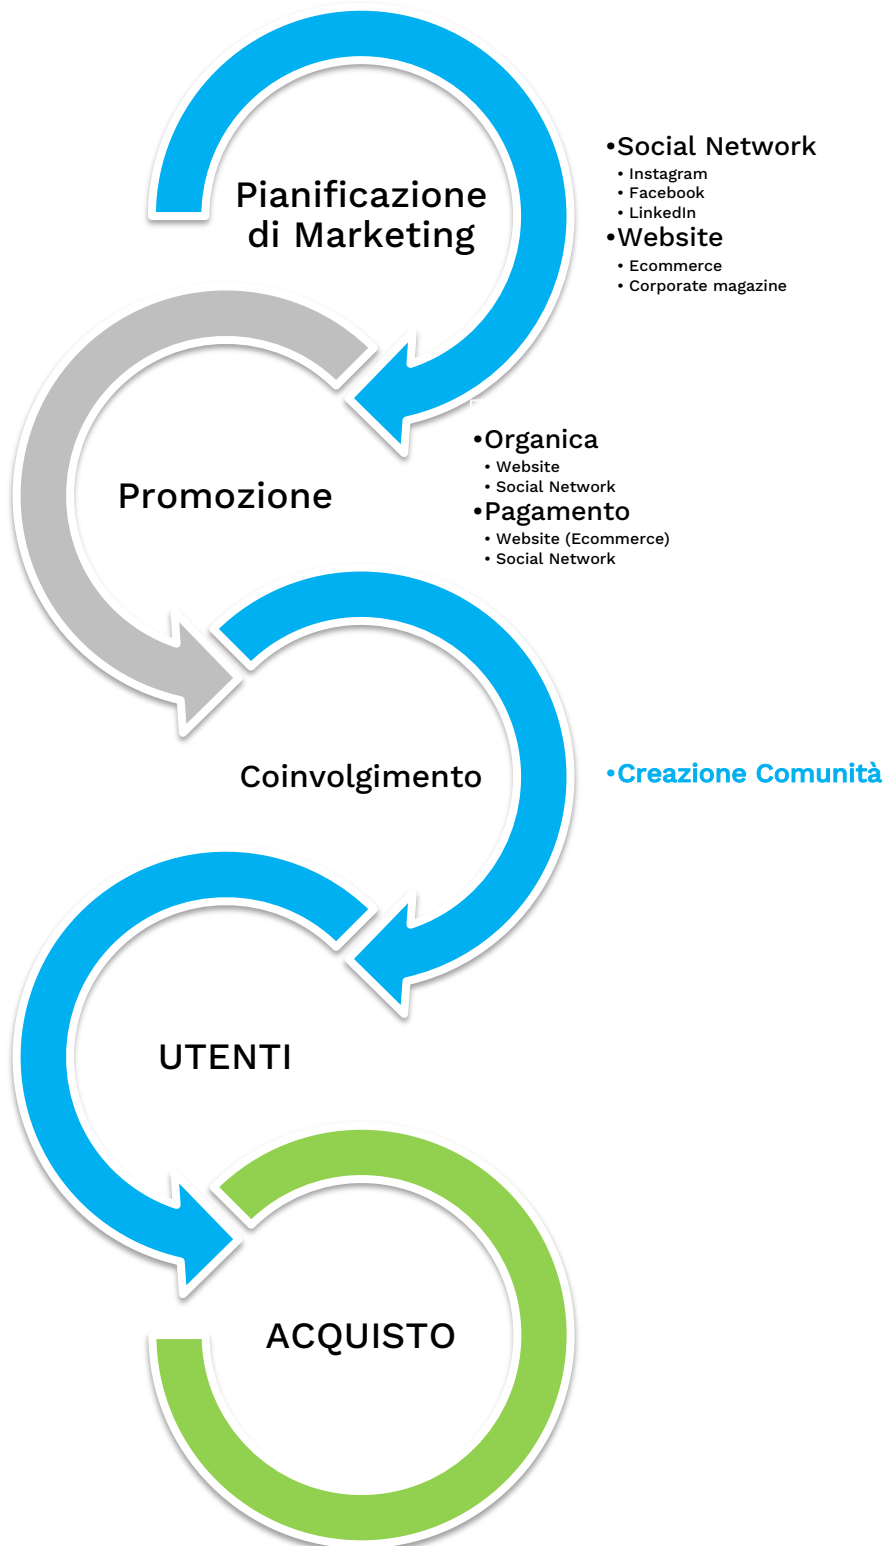 Pianificazione
di Marketing
•Social Network
• Instagram
• Facebook
• LinkedIn
•Website
• Ecommerce
• Corporate magazine
Promozione
•Organica
• Website
• Social Network
•Pagamento
• Website (Ecommerce)
• Social Network
Coinvolgimento
•Creazione Comunità
UTENTI
ACQUISTO